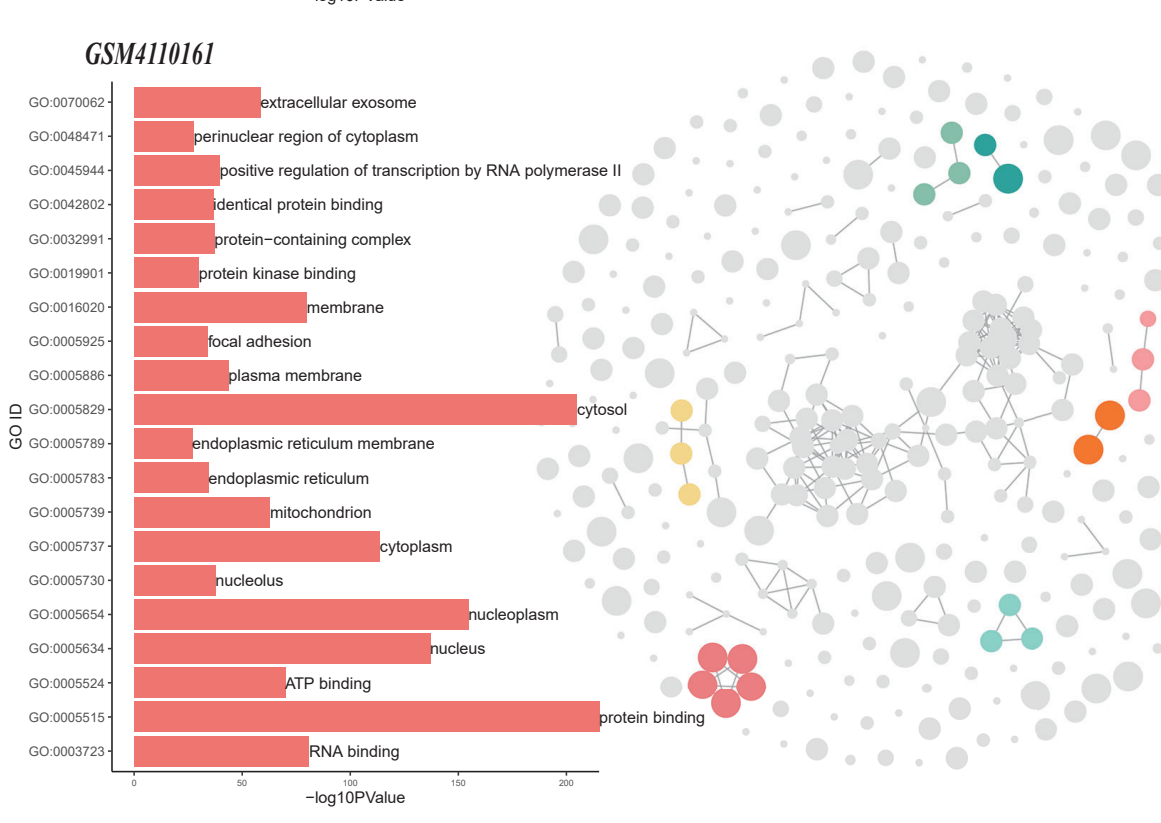 −log10PValue
GSM4110161
GO:0070062 extracellular exosome
GO:0048471 perinuclear region of cytoplasm
GO:0045944 positive regulation of transcription by RNA polymerase II
GO:0042802 identical protein binding
GO:0032991 protein−containing complex
GO:0019901 protein kinase binding
GO:0016020 membrane
GO:0005925 focal adhesion
GO:0005886 plasma membrane
GO:0005829 cytosol
GO ID
GO:0005789 endoplasmic reticulum membrane
GO:0005783 endoplasmic reticulum
GO:0005739 mitochondrion
GO:0005737 cytoplasm
GO:0005730 nucleolus
GO:0005654 nucleoplasm
GO:0005634 nucleus
GO:0005524 ATP binding
GO:0005515 protein binding
GO:0003723 RNA binding
0 50 100 150 200
−log10PValue